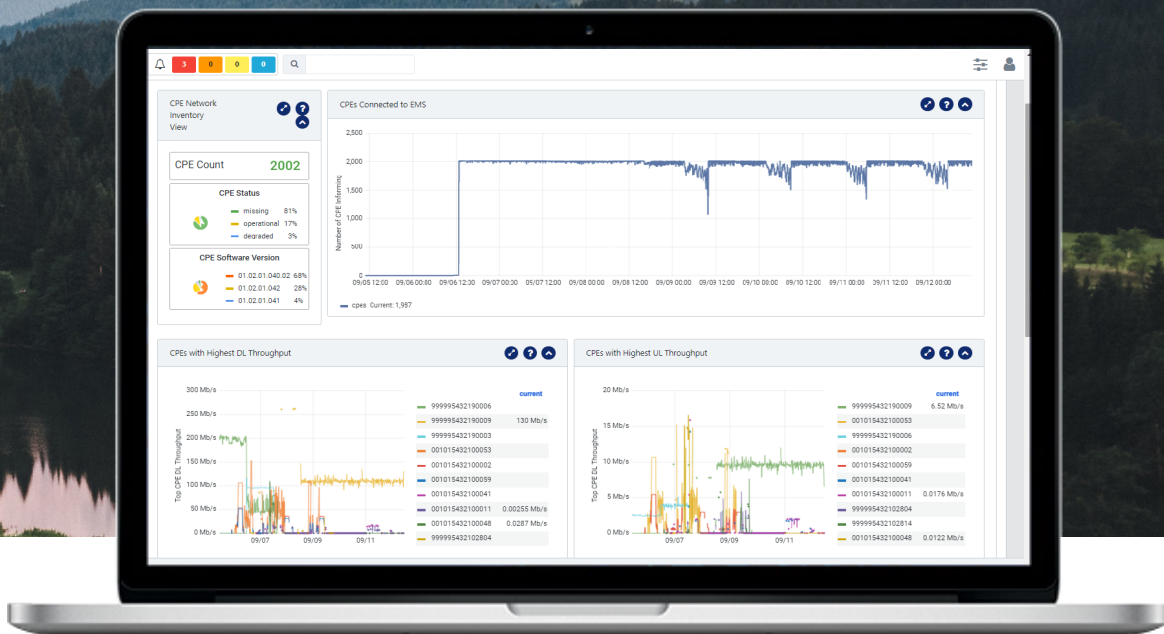 3 0 0 0
CPE Network
Inventory
View
CPE Count 2002
CPE Status
missing 81%
operational 17%
degraded 3%
CPE Software Version
01.02.01.040.02 68%
01.02.01.042 28%
01.02.01.041 4%
CPEs Connected to EMS
Number of CPE Informing
2,500
2,000
1,500
1,000
500
0
09/05 12:00 09/06 00:00 09/06 12:00 09/07 00:00 09/07 12:00 09/08 00:00 09/08 12:00 09/09 00:00 09/09 12:00 09/10 00:00 09/10 12:00 09/11 00:00 09/11 12:00 09/12 00:00
cpes Current: 1,987
CPEs with Highest DL Throughput
Top CPE DL Throughput
300 Mb/s
250 Mb/s
200 Mb/s
150 Mb/s
100 Mb/s
50 Mb/s
0 Mb/s
09/07 09/09 09/11
current
999995432190006
999995432190009 130 Mb/s
999995432190003
001015432100053
001015432100002
001015432100059
001015432100041
001015432100011 0.00255 Mb/s
001015432100048 0.0287 Mb/s
999995432102804
CPEs with Highest UL Throughput
Top CPE DL Throughput
20 Mb/s
15 Mb/s
10 Mb/s
5 Mb/s
0 Mb/s
09/07 09/09 09/11
current
999995432190009 6.52 Mb/s
001015432100053
999995432190006
001015432100002
001015432100059
001015432100041
001015432100011 0.0176 Mb/s
999995432102804
999995432102814
001015432100048 0.0122 Mb/s